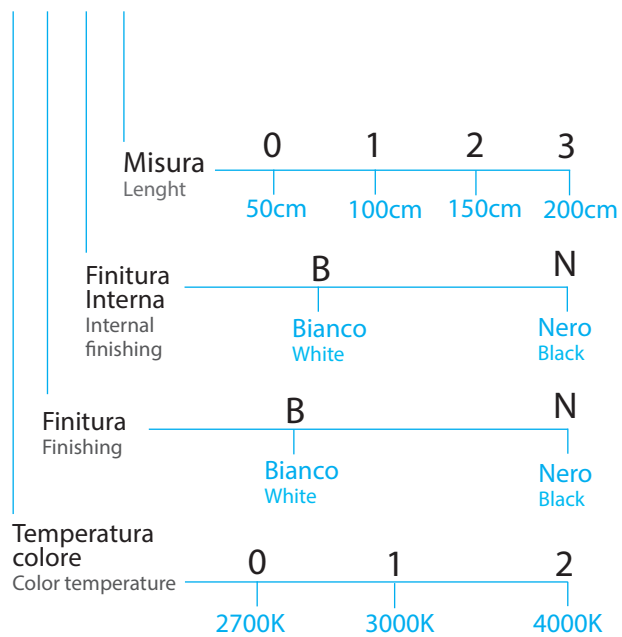 0 1 2 3
Misura
Lenght
50cm 100cm 150cm 200cm
B N
Finitura
Interna
Internal
finishing
Bianco Nero
White Black
B N
Finitura
Finishing
Bianco Nero
White Black
Temperatura
colore
Color temperature
0 1 2
2700K 3000K 4000K